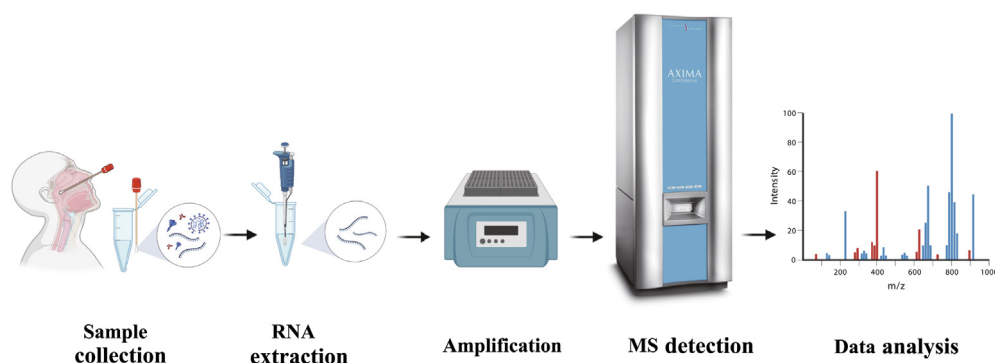 AXIMA
Confidence
100
80
60
40
20
0
Intensity
200
400
600
800
1000
m/z
Sample
collection
RNA
extraction
Amplification
MS detection
Data analysis